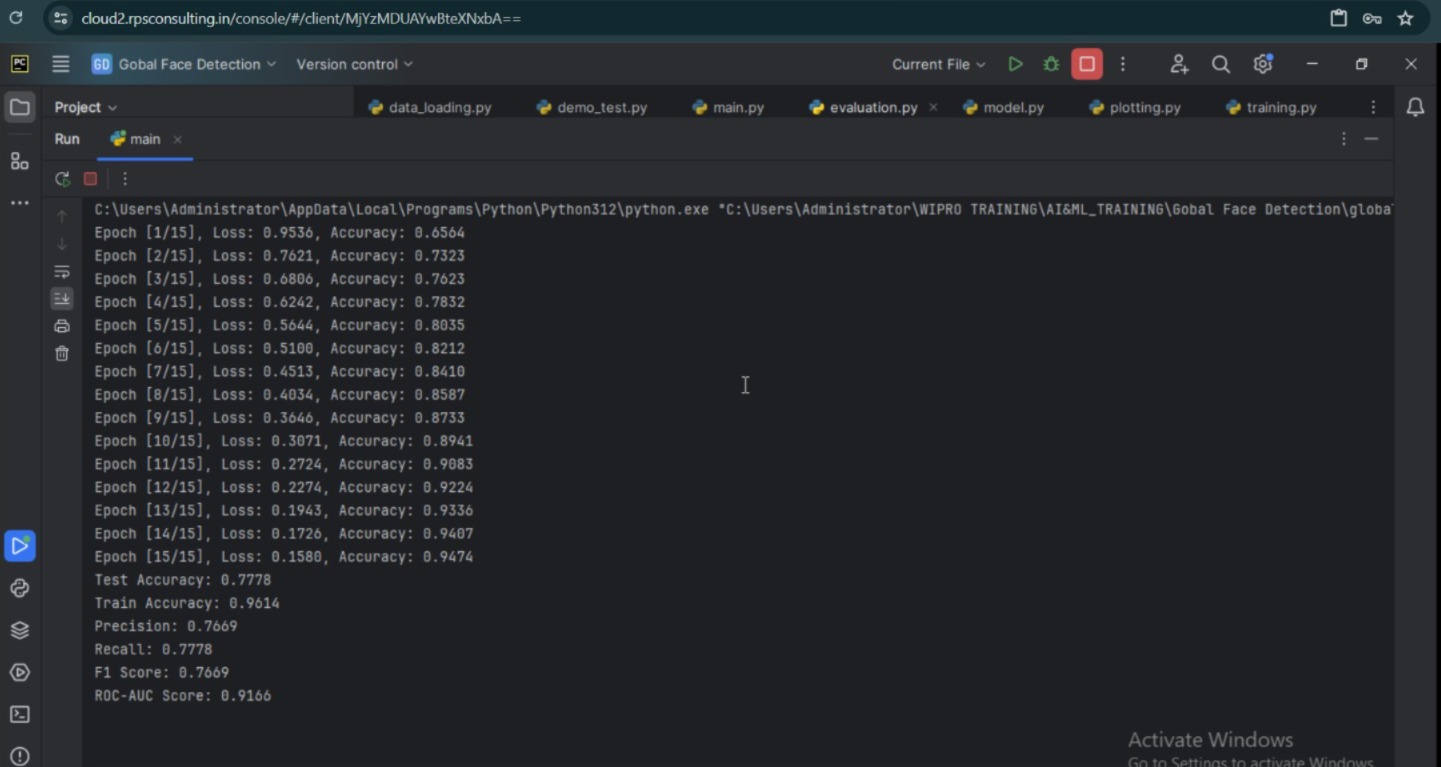 cloud2.rpsconsulting.in/console/#/client/MjYzMDUAYwBteXNxbA==
PC GD Gobal Face Detection Version control Current File
Project data_loading.py demo_test.py main.py evaluation.py model.py plotting.py training.py
Run main
C:\Users\Administrator\AppData\Local\Programs\Python\Python312\python.exe "C:\Users\Administrator\WIPRO TRAINING\AI&ML_TRAINING\Gobal Face Detection\globa
Epoch [1/15], Loss: 0.9536, Accuracy: 0.6564
Epoch [2/15], Loss: 0.7621, Accuracy: 0.7323
Epoch [3/15], Loss: 0.6806, Accuracy: 0.7623
Epoch [4/15], Loss: 0.6242, Accuracy: 0.7832
Epoch [5/15], Loss: 0.5644, Accuracy: 0.8035
Epoch [6/15], Loss: 0.5100, Accuracy: 0.8212
Epoch [7/15], Loss: 0.4513, Accuracy: 0.8410
Epoch [8/15], Loss: 0.4034, Accuracy: 0.8587
Epoch [9/15], Loss: 0.3646, Accuracy: 0.8733
Epoch [10/15], Loss: 0.3071, Accuracy: 0.8941
Epoch [11/15], Loss: 0.2724, Accuracy: 0.9083
Epoch [12/15], Loss: 0.2274, Accuracy: 0.9224
Epoch [13/15], Loss: 0.1943, Accuracy: 0.9336
Epoch [14/15], Loss: 0.1726, Accuracy: 0.9407
Epoch [15/15], Loss: 0.1580, Accuracy: 0.9474
Test Accuracy: 0.7778
Train Accuracy: 0.9614
Precision: 0.7669
Recall: 0.7778
F1 Score: 0.7669
ROC-AUC Score: 0.9166
Activate Windows
Go to Settings to activate Windows.